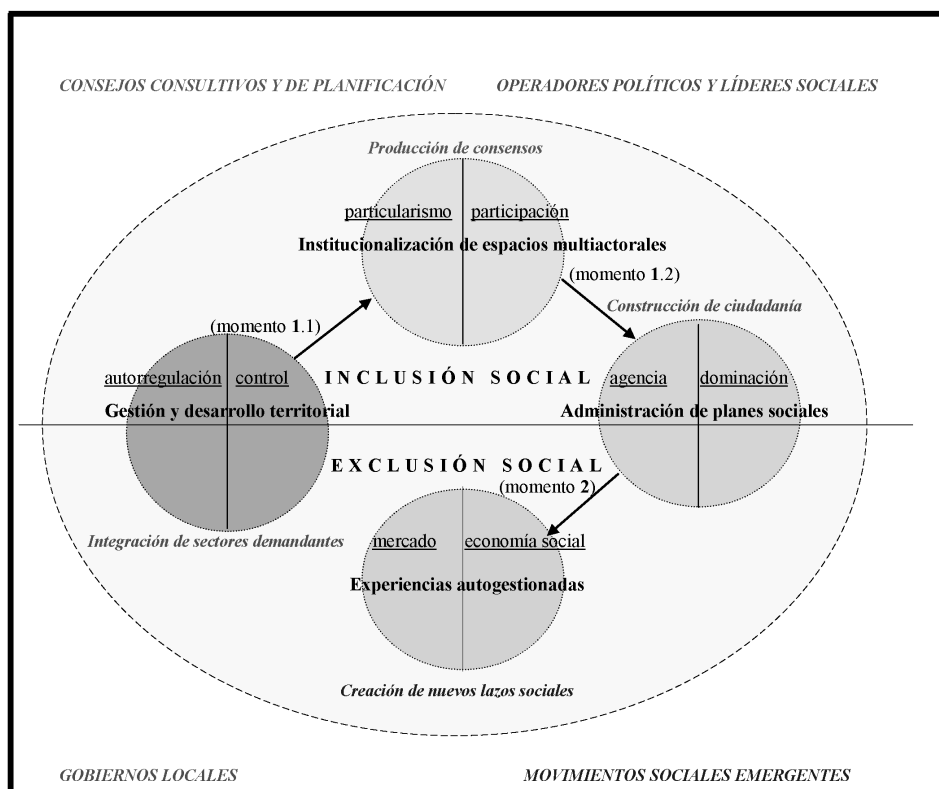 CONSEJOS CONSULTIVOS Y DE PLANIFICACIÓN
OPERADORES POLÍTICOS Y LÍDERES SOCIALES
Producción de consensos
particularismo participación
Institucionalización de espacios multiactorales
(momento 1.2)
Construcción de ciudadanía
(momento 1.1)
autorregulación control
INCLUSIÓN SOCIAL
agencia dominación
Gestión y desarrollo territorial
Administración de planes sociales
EXCLUSIÓN SOCIAL
(momento 2)
Integración de sectores demandantes
mercado economía social
Experiencias autogestionadas
Creación de nuevos lazos sociales
GOBIERNOS LOCALES
MOVIMIENTOS SOCIALES EMERGENTES